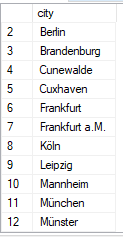 city
2 Berlin
3 Brandenburg
4 Cunewalde
5 Cuxhaven
6 Frankfurt
7 Frankfurt a.M.
8 Köln
9 Leipzig
10 Mannheim
11 München
12 Münster